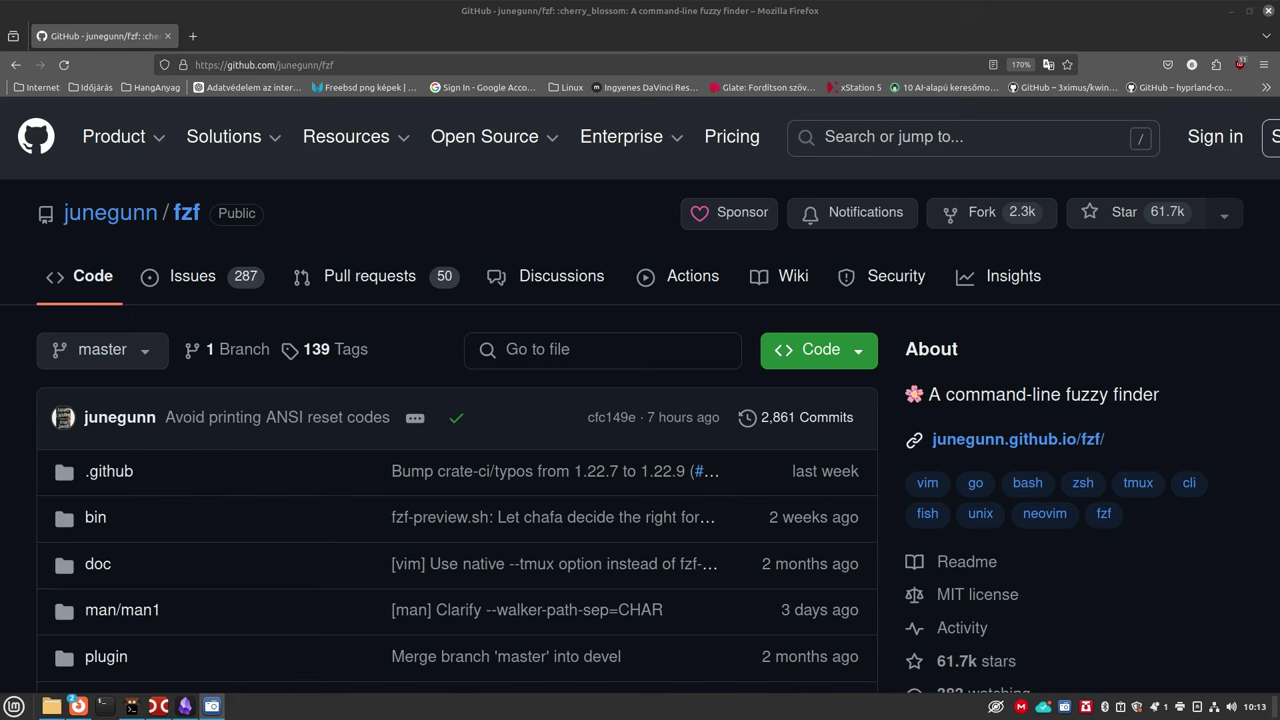 GitHub - junegunn/fzf: :cherry_blossom: A command-line fuzzy finder – Mozilla Firefox
GitHub - junegunn/fzf: :che
https://github.com/junegunn/fzf
170%
11
Internet Időjárás HangAnyag Adatvédelem az inter... Freebsd png képek | ... Sign In - Google Acco... Linux Ingyenes DaVinci Res... Glate: Fordítson szöv... xStation 5 10 AI-alapú keresőmo... GitHub – 3ximus/kwin... GitHub – hyprland-co...
Product Solutions Resources Open Source Enterprise Pricing Search or jump to... / Sign in S
junegunn / fzf Public
Sponsor Notifications Fork 2.3k Star 61.7k
Code Issues 287 Pull requests 50 Discussions Actions Wiki Security Insights
master 1 Branch 139 Tags Go to file Code
About
junegunn Avoid printing ANSI reset codes cfc149e · 7 hours ago 2,861 Commits
A command-line fuzzy finder
junegunn.github.io/fzf/
.github Bump crate-ci/typos from 1.22.7 to 1.22.9 (#... last week
vim go bash zsh tmux cli
bin fzf-preview.sh: Let chafa decide the right for... 2 weeks ago
fish unix neovim fzf
doc [vim] Use native --tmux option instead of fzf-... 2 months ago
Readme
MIT license
man/man1 [man] Clarify --walker-path-sep=CHAR 3 days ago
Activity
plugin Merge branch 'master' into devel 2 months ago
61.7k stars
2
1
10:13